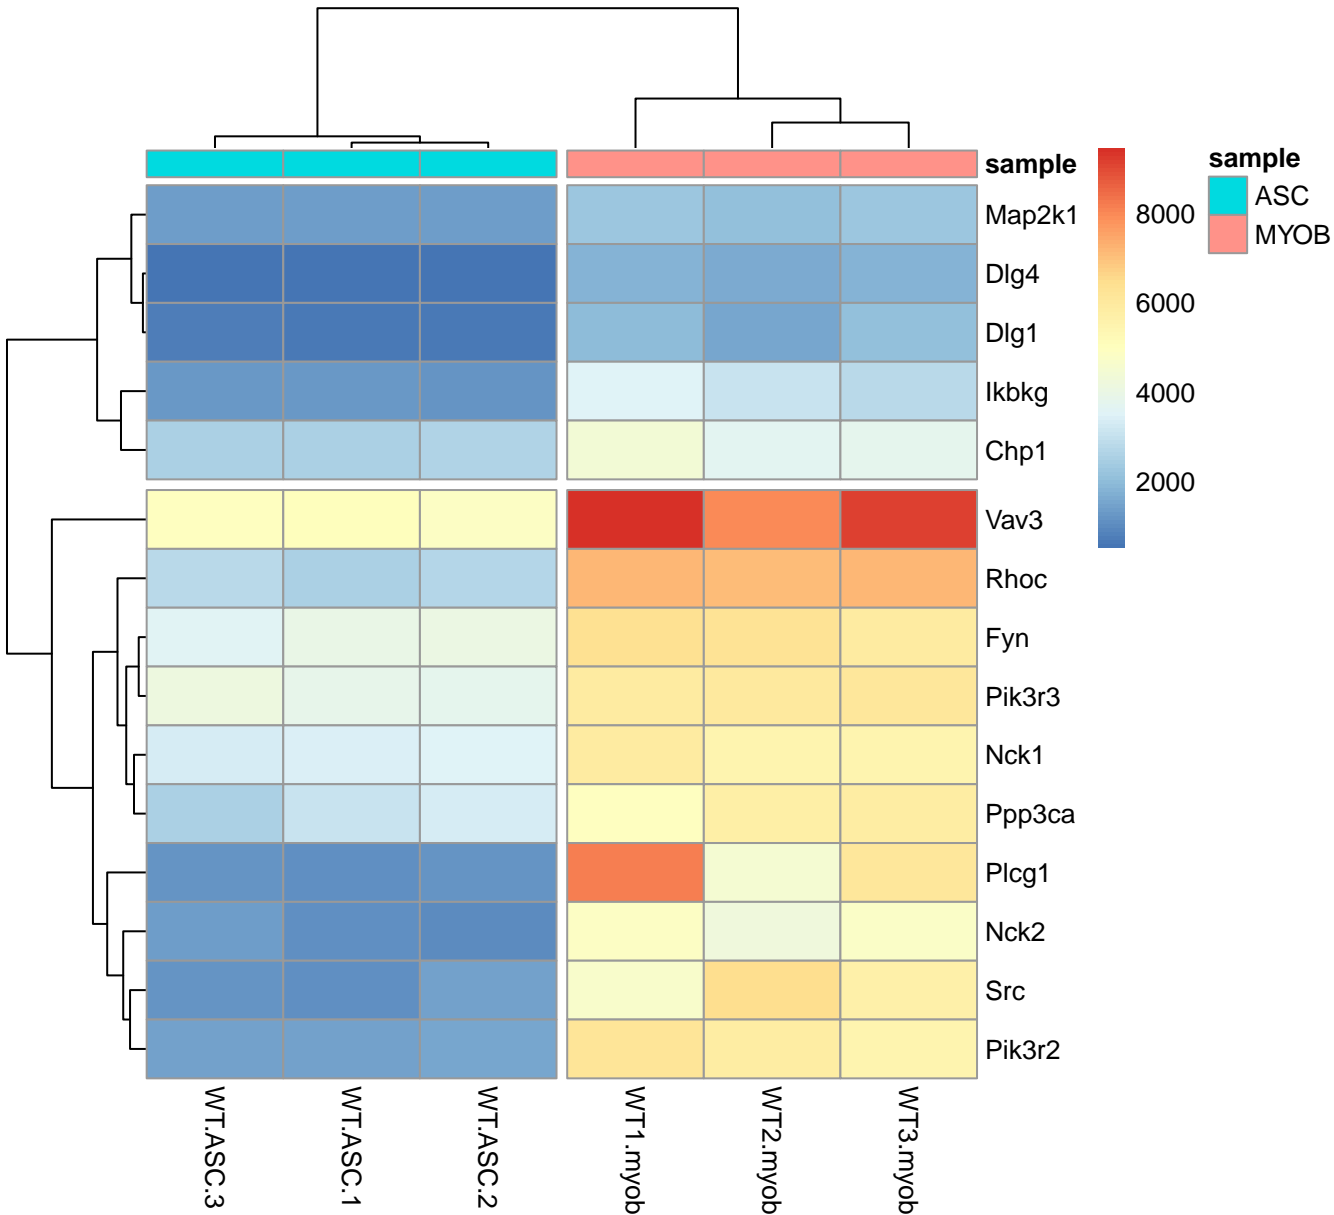 sample
sample
ASC
MYOB
8000
6000
4000
2000
Map2k1
Dlg4
Dlg1
Ikbkg
Chp1
Vav3
Rhoc
Fyn
Pik3r3
Nck1
Ppp3ca
Plcg1
Nck2
Src
Pik3r2
WT.ASC.3
WT.ASC.1
WT.ASC.2
WT1.myob
WT2.myob
WT3.myob